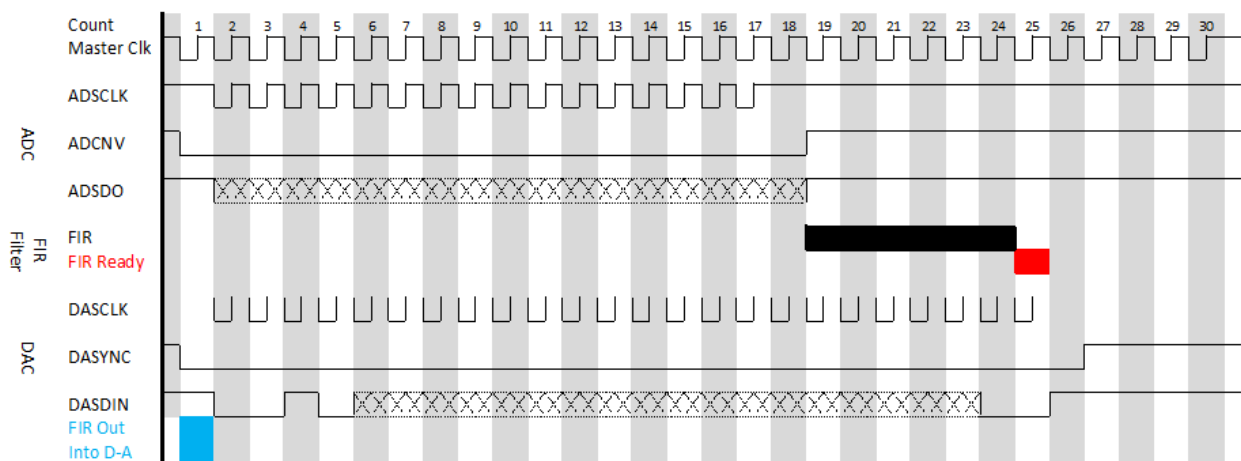 Count 1 2 3 4 5 6 7 8 9 10 11 12 13 14 15 16 17 18 19 20 21 22 23 24 25 26 27 28 29 30
Master Clk
ADSCLK
ADC
ADCNV
ADSDO
FIR
Filter
FIR
FIR Ready
DASCLK
DAC
DASYNC
DASDIN
FIR Out
Into D-A